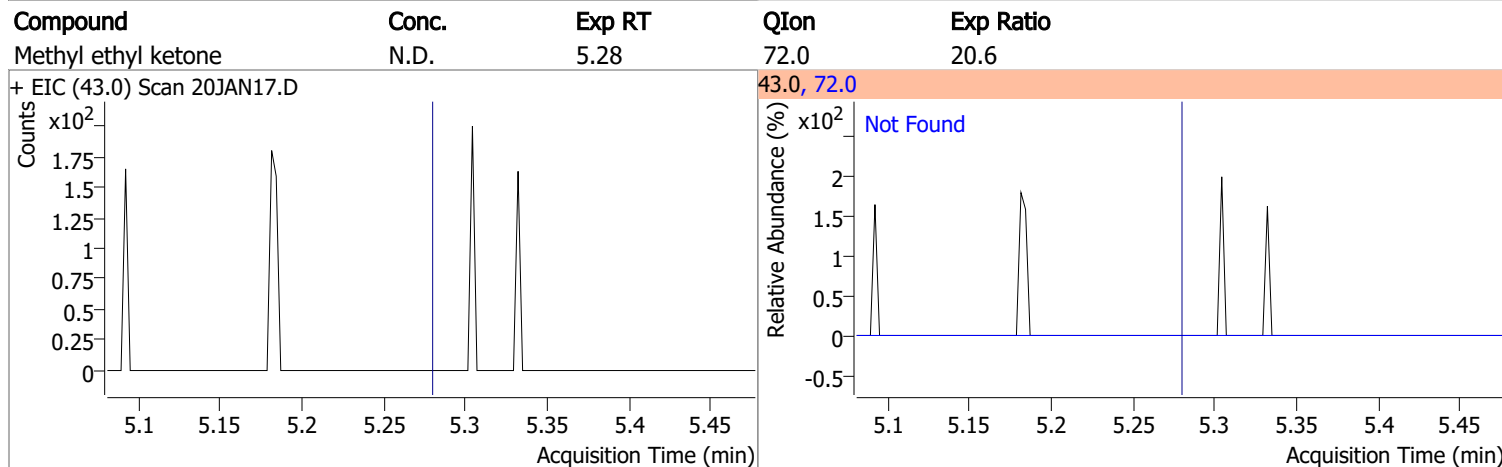 Compound Conc. Exp RT QIon Exp Ratio
Methyl ethyl ketone N.D. 5.28 72.0 20.6
+ EIC (43.0) Scan 20JAN17.D
Counts
x10²
1.75
1.5
1.25
1
0.75
0.5
0.25
0
5.1 5.15 5.2 5.25 5.3 5.35 5.4 5.45
Acquisition Time (min)
43.0, 72.0
Relative Abundance (%)
x10²
Not Found
2
1.5
1
0.5
0
-0.5
5.1 5.15 5.2 5.25 5.3 5.35 5.4 5.45
Acquisition Time (min)